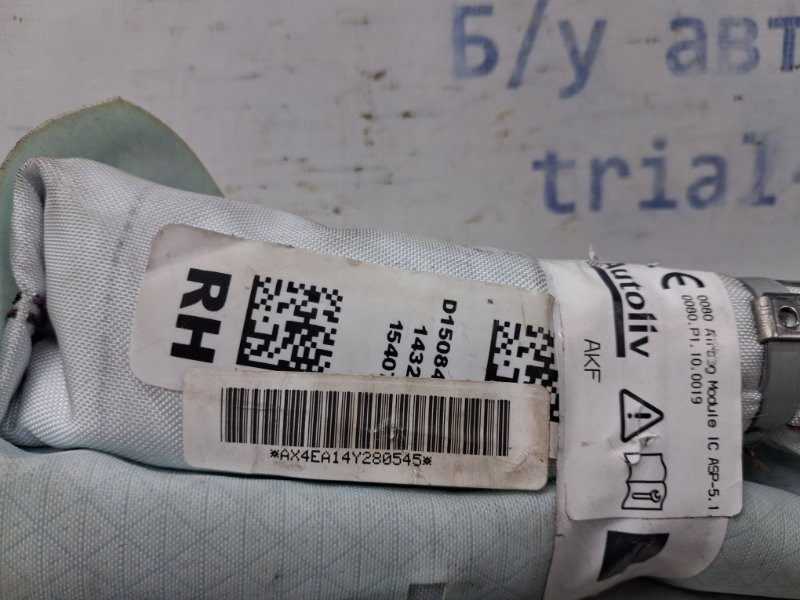 Б/у авт
trial-
RH
D15084
1432
1540
*AX4EA14Y280545*
Autoliv
AKF
CE
0080 Airbag Module IC ASP-5.1
0080.P1.10.0019